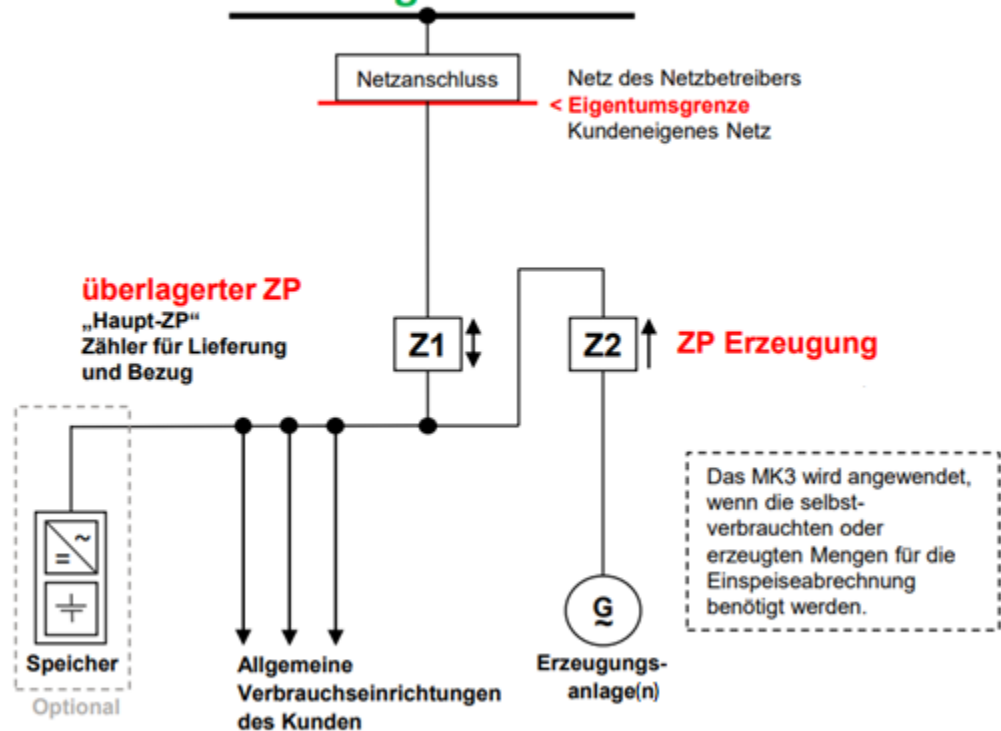 Netzanschluss
Netz des Netzbetreibers
< Eigentumsgrenze
Kundeneigenes Netz
überlagerter ZP
„Haupt-ZP“
Zähler für Lieferung
und Bezug
Z1
Z2
ZP Erzeugung
Das MK3 wird angewendet,
wenn die selbst-
verbrauchten oder
erzeugten Mengen für die
Einspeiseabrechnung
benötigt werden.
~
=
G
~
Speicher
Optional
Allgemeine
Verbrauchseinrichtungen
des Kunden
Erzeugungs-
anlage(n)